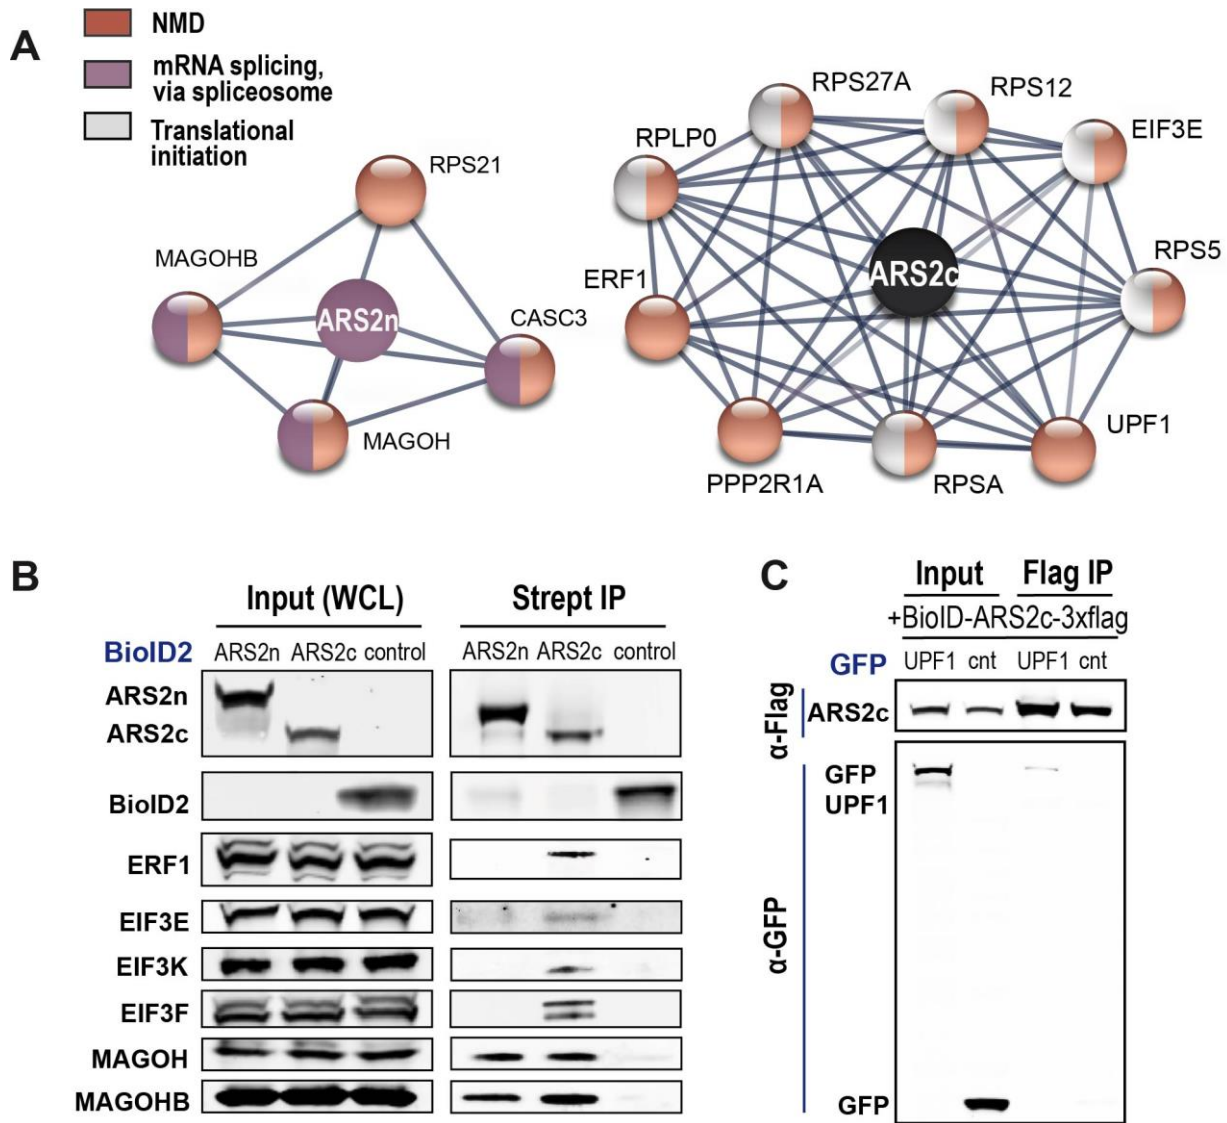 A
NMD
mRNA splicing,
via spliceosome
Translational
initiation
RPS21
MAGOHB
ARS2n
CASC3
MAGOH
RPS27A
RPS12
EIF3E
RPLP0
ARS2c
RPS5
ERF1
UPF1
PPP2R1A
RPSA
B
Input (WCL)
Strept IP
BioID2
ARS2n ARS2c control
ARS2n ARS2c control
ARS2n
ARS2c
BioID2
ERF1
EIF3E
EIF3K
EIF3F
MAGOH
MAGOHB
C
Input
Flag IP
+BioID-ARS2c-3xflag
GFP
UPF1 cnt UPF1 cnt
α-Flag
ARS2c
α-GFP
GFP
UPF1
GFP